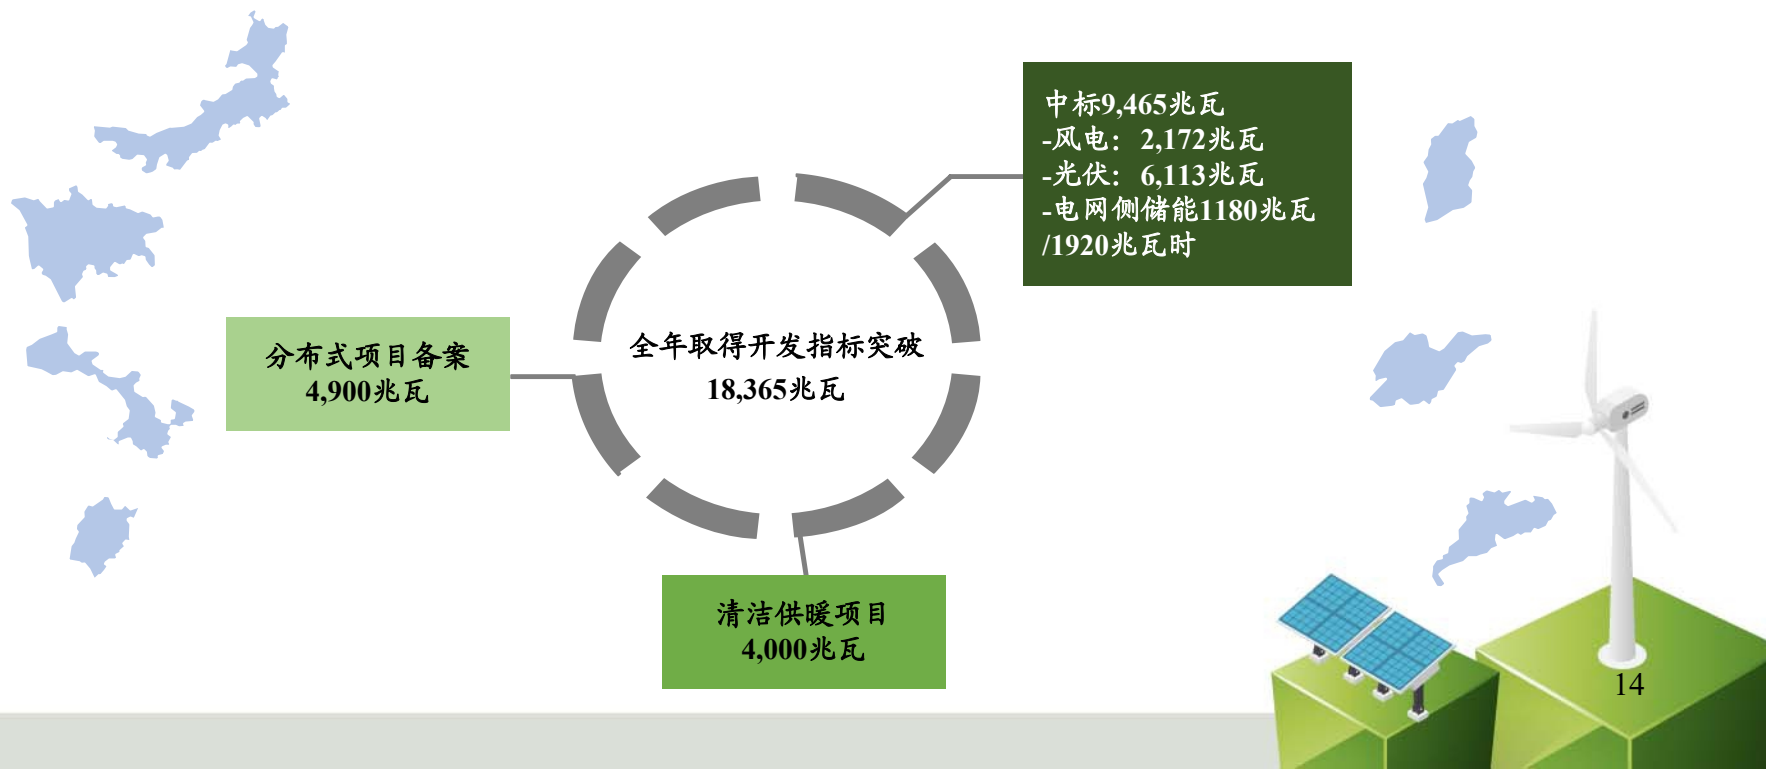 中标9,465兆瓦
-风电：2,172兆瓦
-光伏：6,113兆瓦
-电网侧储能1180兆瓦
/1920兆瓦时
全年取得开发指标突破
18,365兆瓦
分布式项目备案
4,900兆瓦
清洁供暖项目
4,000兆瓦
14